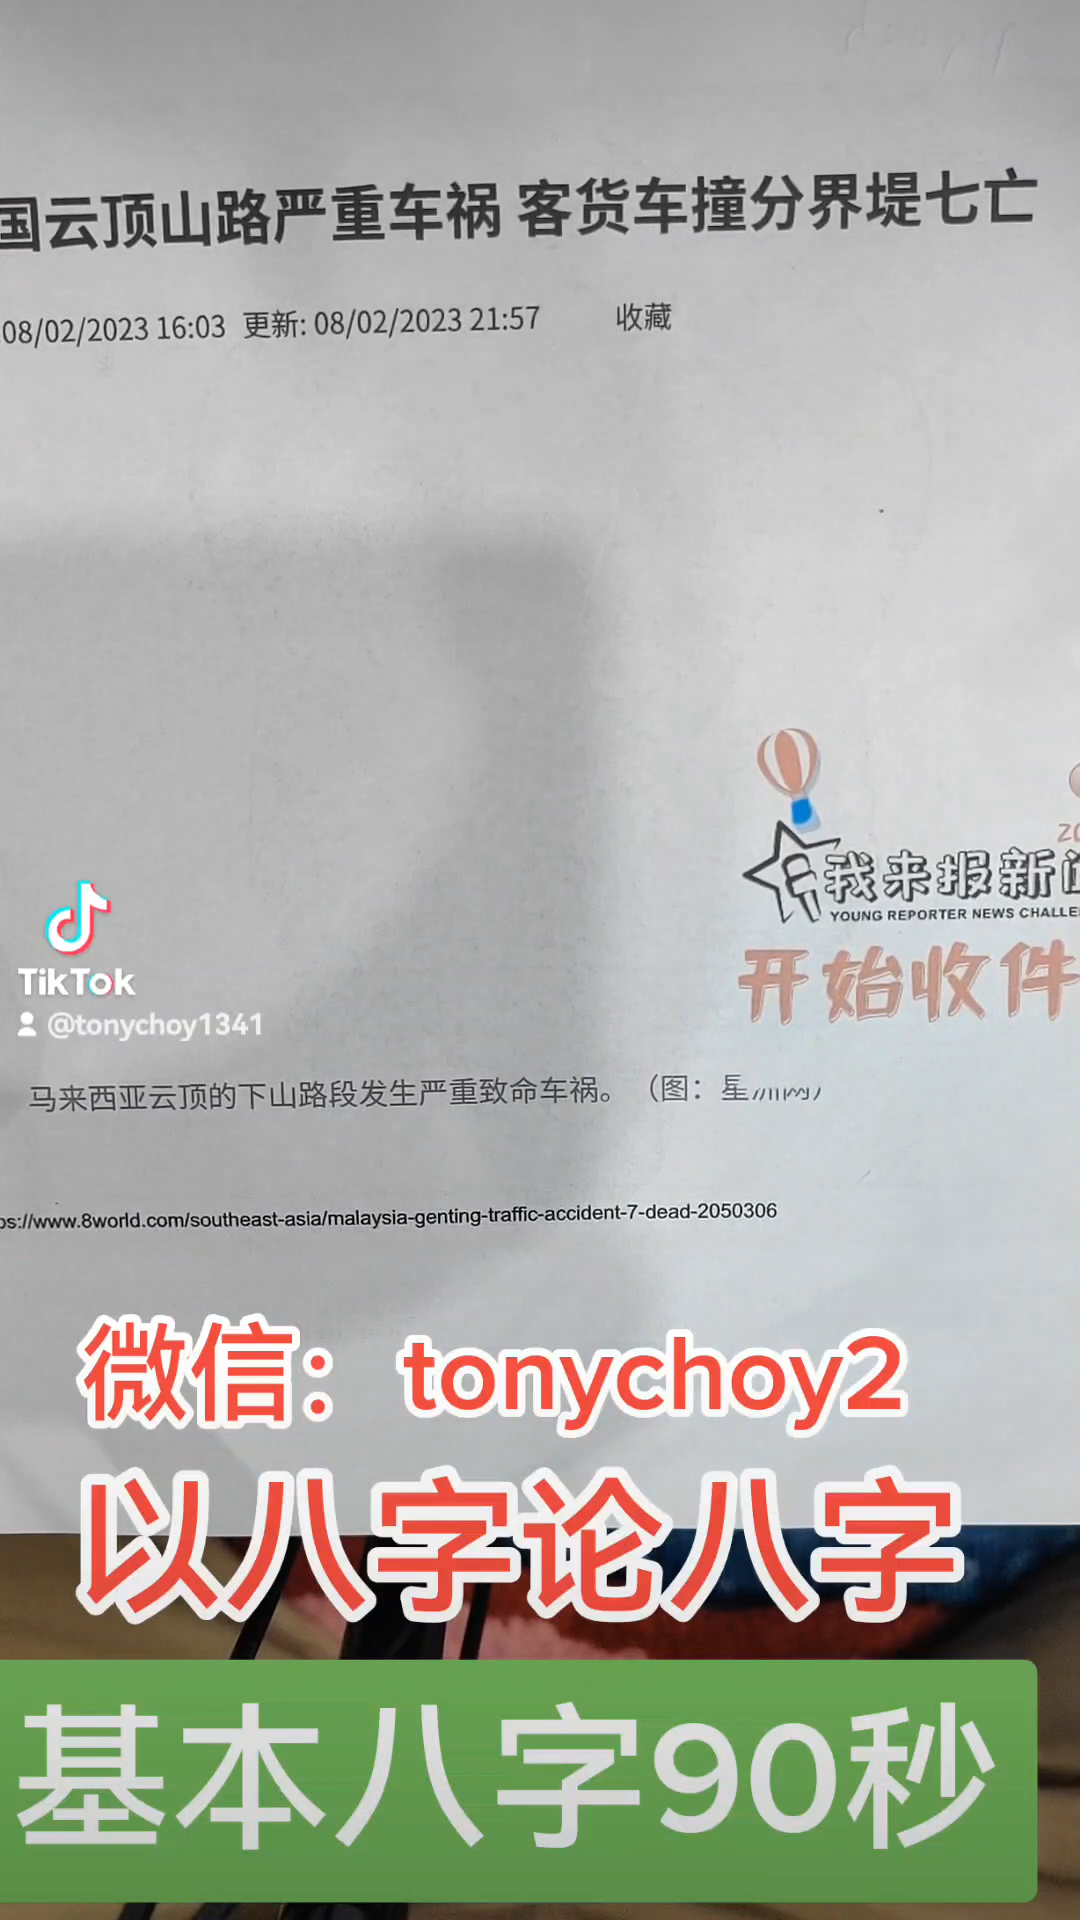 国云顶山路严重车祸 客货车撞分界堤七亡
08/02/2023 16:03 更新: 08/02/2023 21:57 收藏
我来报新
YOUNG REPORTER NEWS
开始收件
TikTok
@tonychoy1341
马来西亚云顶的下山路段发生严重致命车祸。（图：星
ps://www.8world.com/southeast-asia/malaysia-genting-traffic-accident-7-dead-2050306
微信：tonychoy2
以八字论八字
基本八字90秒